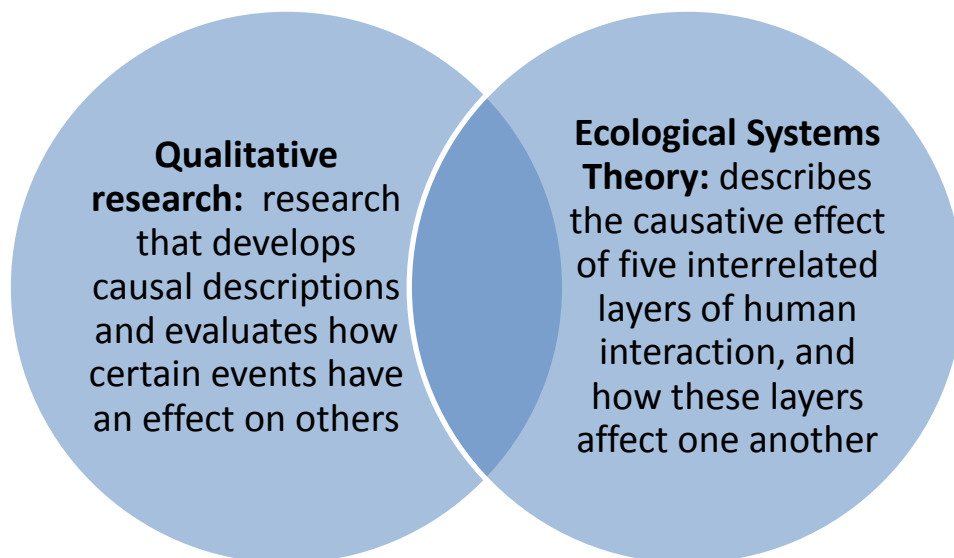 Qualitative
research: research
that develops
causal descriptions
and evaluates how
certain events have
an effect on others
Ecological Systems
Theory: describes
the causative effect
of five interrelated
layers of human
interaction, and
how these layers
affect one another